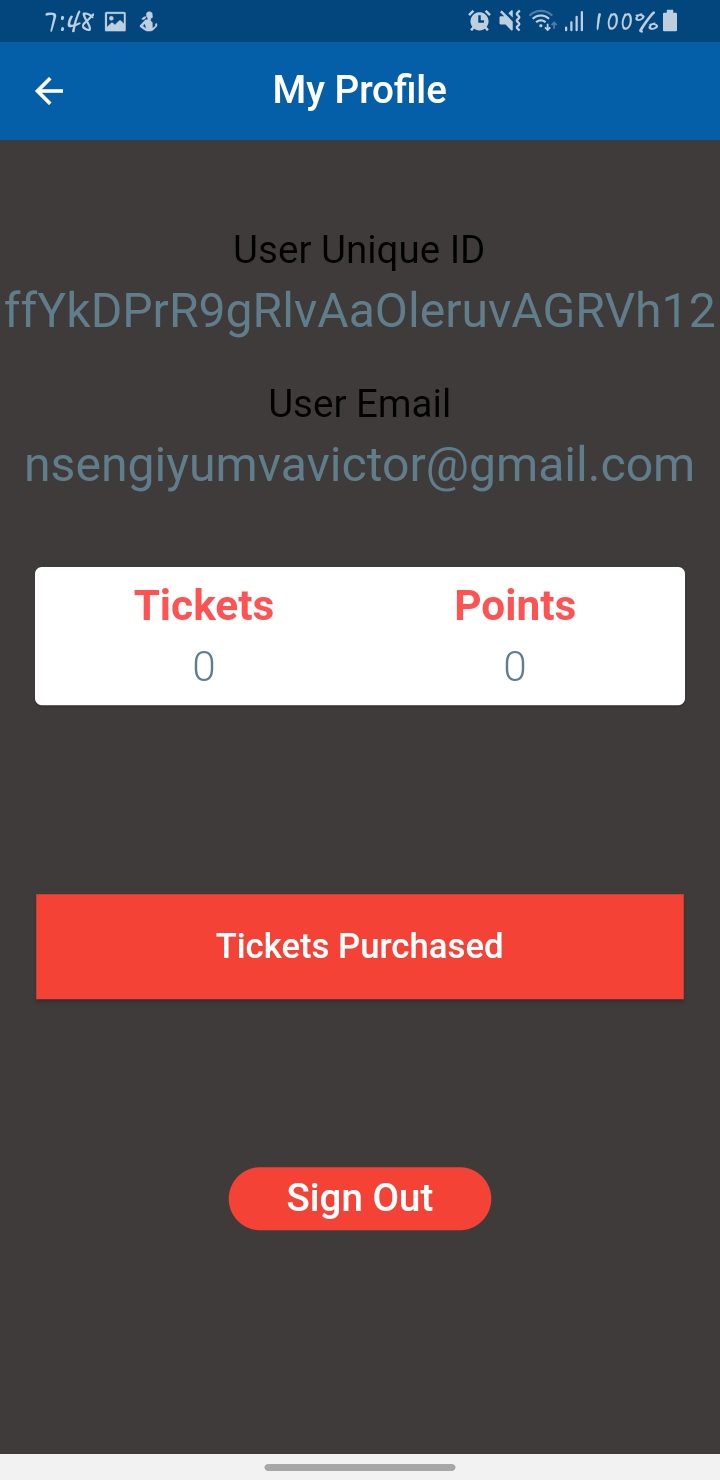 7:48 100%
My Profile
User Unique ID
ffYkDPrR9gRlvAaOleruvAGRVh12
User Email
nsengiyumvavictor@gmail.com
Tickets Points
0 0
Tickets Purchased
Sign Out